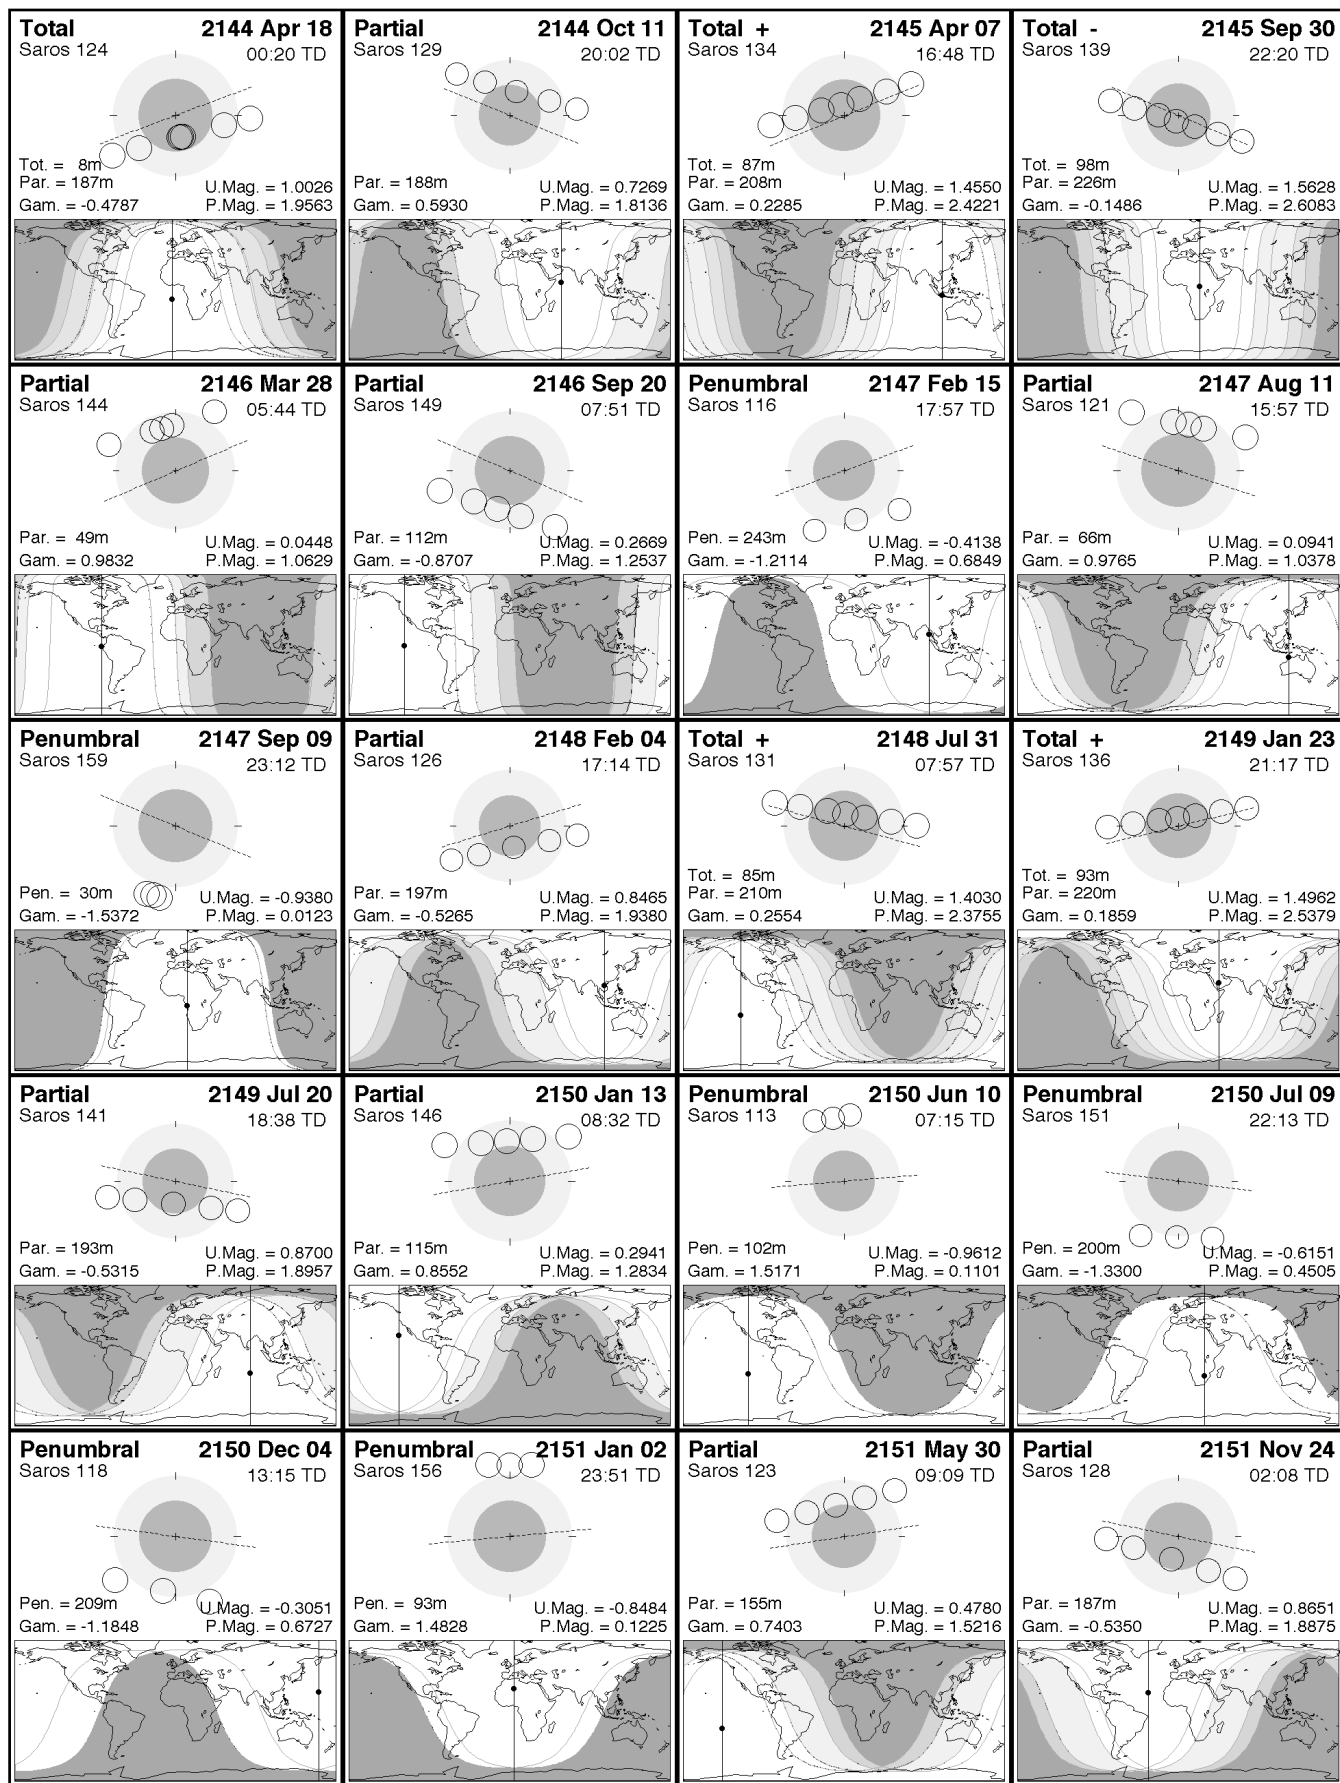 Total 2144 Apr 18
Saros 124 00:20 TD
Tot. = 8m
Par. = 187m U.Mag. = 1.0026
Gam. = -0.4787 P.Mag. = 1.9563
Partial 2144 Oct 11
Saros 129 20:02 TD
Par. = 188m U.Mag. = 0.7269
Gam. = 0.5930 P.Mag. = 1.8136
Total + 2145 Apr 07
Saros 134 16:48 TD
Tot. = 87m
Par. = 208m U.Mag. = 1.4550
Gam. = 0.2285 P.Mag. = 2.4221
Total - 2145 Sep 30
Saros 139 22:20 TD
Tot. = 98m
Par. = 226m U.Mag. = 1.5628
Gam. = -0.1486 P.Mag. = 2.6083
Partial 2146 Mar 28
Saros 144 05:44 TD
Par. = 49m U.Mag. = 0.0448
Gam. = 0.9832 P.Mag. = 1.0629
Partial 2146 Sep 20
Saros 149 07:51 TD
Par. = 112m U.Mag. = 0.2669
Gam. = -0.8707 P.Mag. = 1.2537
Penumbral 2147 Feb 15
Saros 116 17:57 TD
Pen. = 243m U.Mag. = -0.4138
Gam. = -1.2114 P.Mag. = 0.6849
Partial 2147 Aug 11
Saros 121 15:57 TD
Par. = 66m U.Mag. = 0.0941
Gam. = 0.9765 P.Mag. = 1.0378
Penumbral 2147 Sep 09
Saros 159 23:12 TD
Pen. = 30m U.Mag. = -0.9380
Gam. = -1.5372 P.Mag. = 0.0123
Partial 2148 Feb 04
Saros 126 17:14 TD
Par. = 197m U.Mag. = 0.8465
Gam. = -0.5265 P.Mag. = 1.9380
Total + 2148 Jul 31
Saros 131 07:57 TD
Tot. = 85m
Par. = 210m U.Mag. = 1.4030
Gam. = 0.2554 P.Mag. = 2.3755
Total + 2149 Jan 23
Saros 136 21:17 TD
Tot. = 93m
Par. = 220m U.Mag. = 1.4962
Gam. = 0.1859 P.Mag. = 2.5379
Partial 2149 Jul 20
Saros 141 18:38 TD
Par. = 193m U.Mag. = 0.8700
Gam. = -0.5315 P.Mag. = 1.8957
Partial 2150 Jan 13
Saros 146 08:32 TD
Par. = 115m U.Mag. = 0.2941
Gam. = 0.8552 P.Mag. = 1.2834
Penumbral 2150 Jun 10
Saros 113 07:15 TD
Pen. = 102m U.Mag. = -0.9612
Gam. = 1.5171 P.Mag. = 0.1101
Penumbral 2150 Jul 09
Saros 151 22:13 TD
Pen. = 200m U.Mag. = -0.6151
Gam. = -1.3300 P.Mag. = 0.4505
Penumbral 2150 Dec 04
Saros 118 13:15 TD
Pen. = 209m U.Mag. = -0.3051
Gam. = -1.1848 P.Mag. = 0.6727
Penumbral 2151 Jan 02
Saros 156 23:51 TD
Pen. = 93m U.Mag. = -0.8484
Gam. = 1.4828 P.Mag. = 0.1225
Partial 2151 May 30
Saros 123 09:09 TD
Par. = 155m U.Mag. = 0.4780
Gam. = 0.7403 P.Mag. = 1.5216
Partial 2151 Nov 24
Saros 128 02:08 TD
Par. = 187m U.Mag. = 0.8651
Gam. = -0.5350 P.Mag. = 1.8875